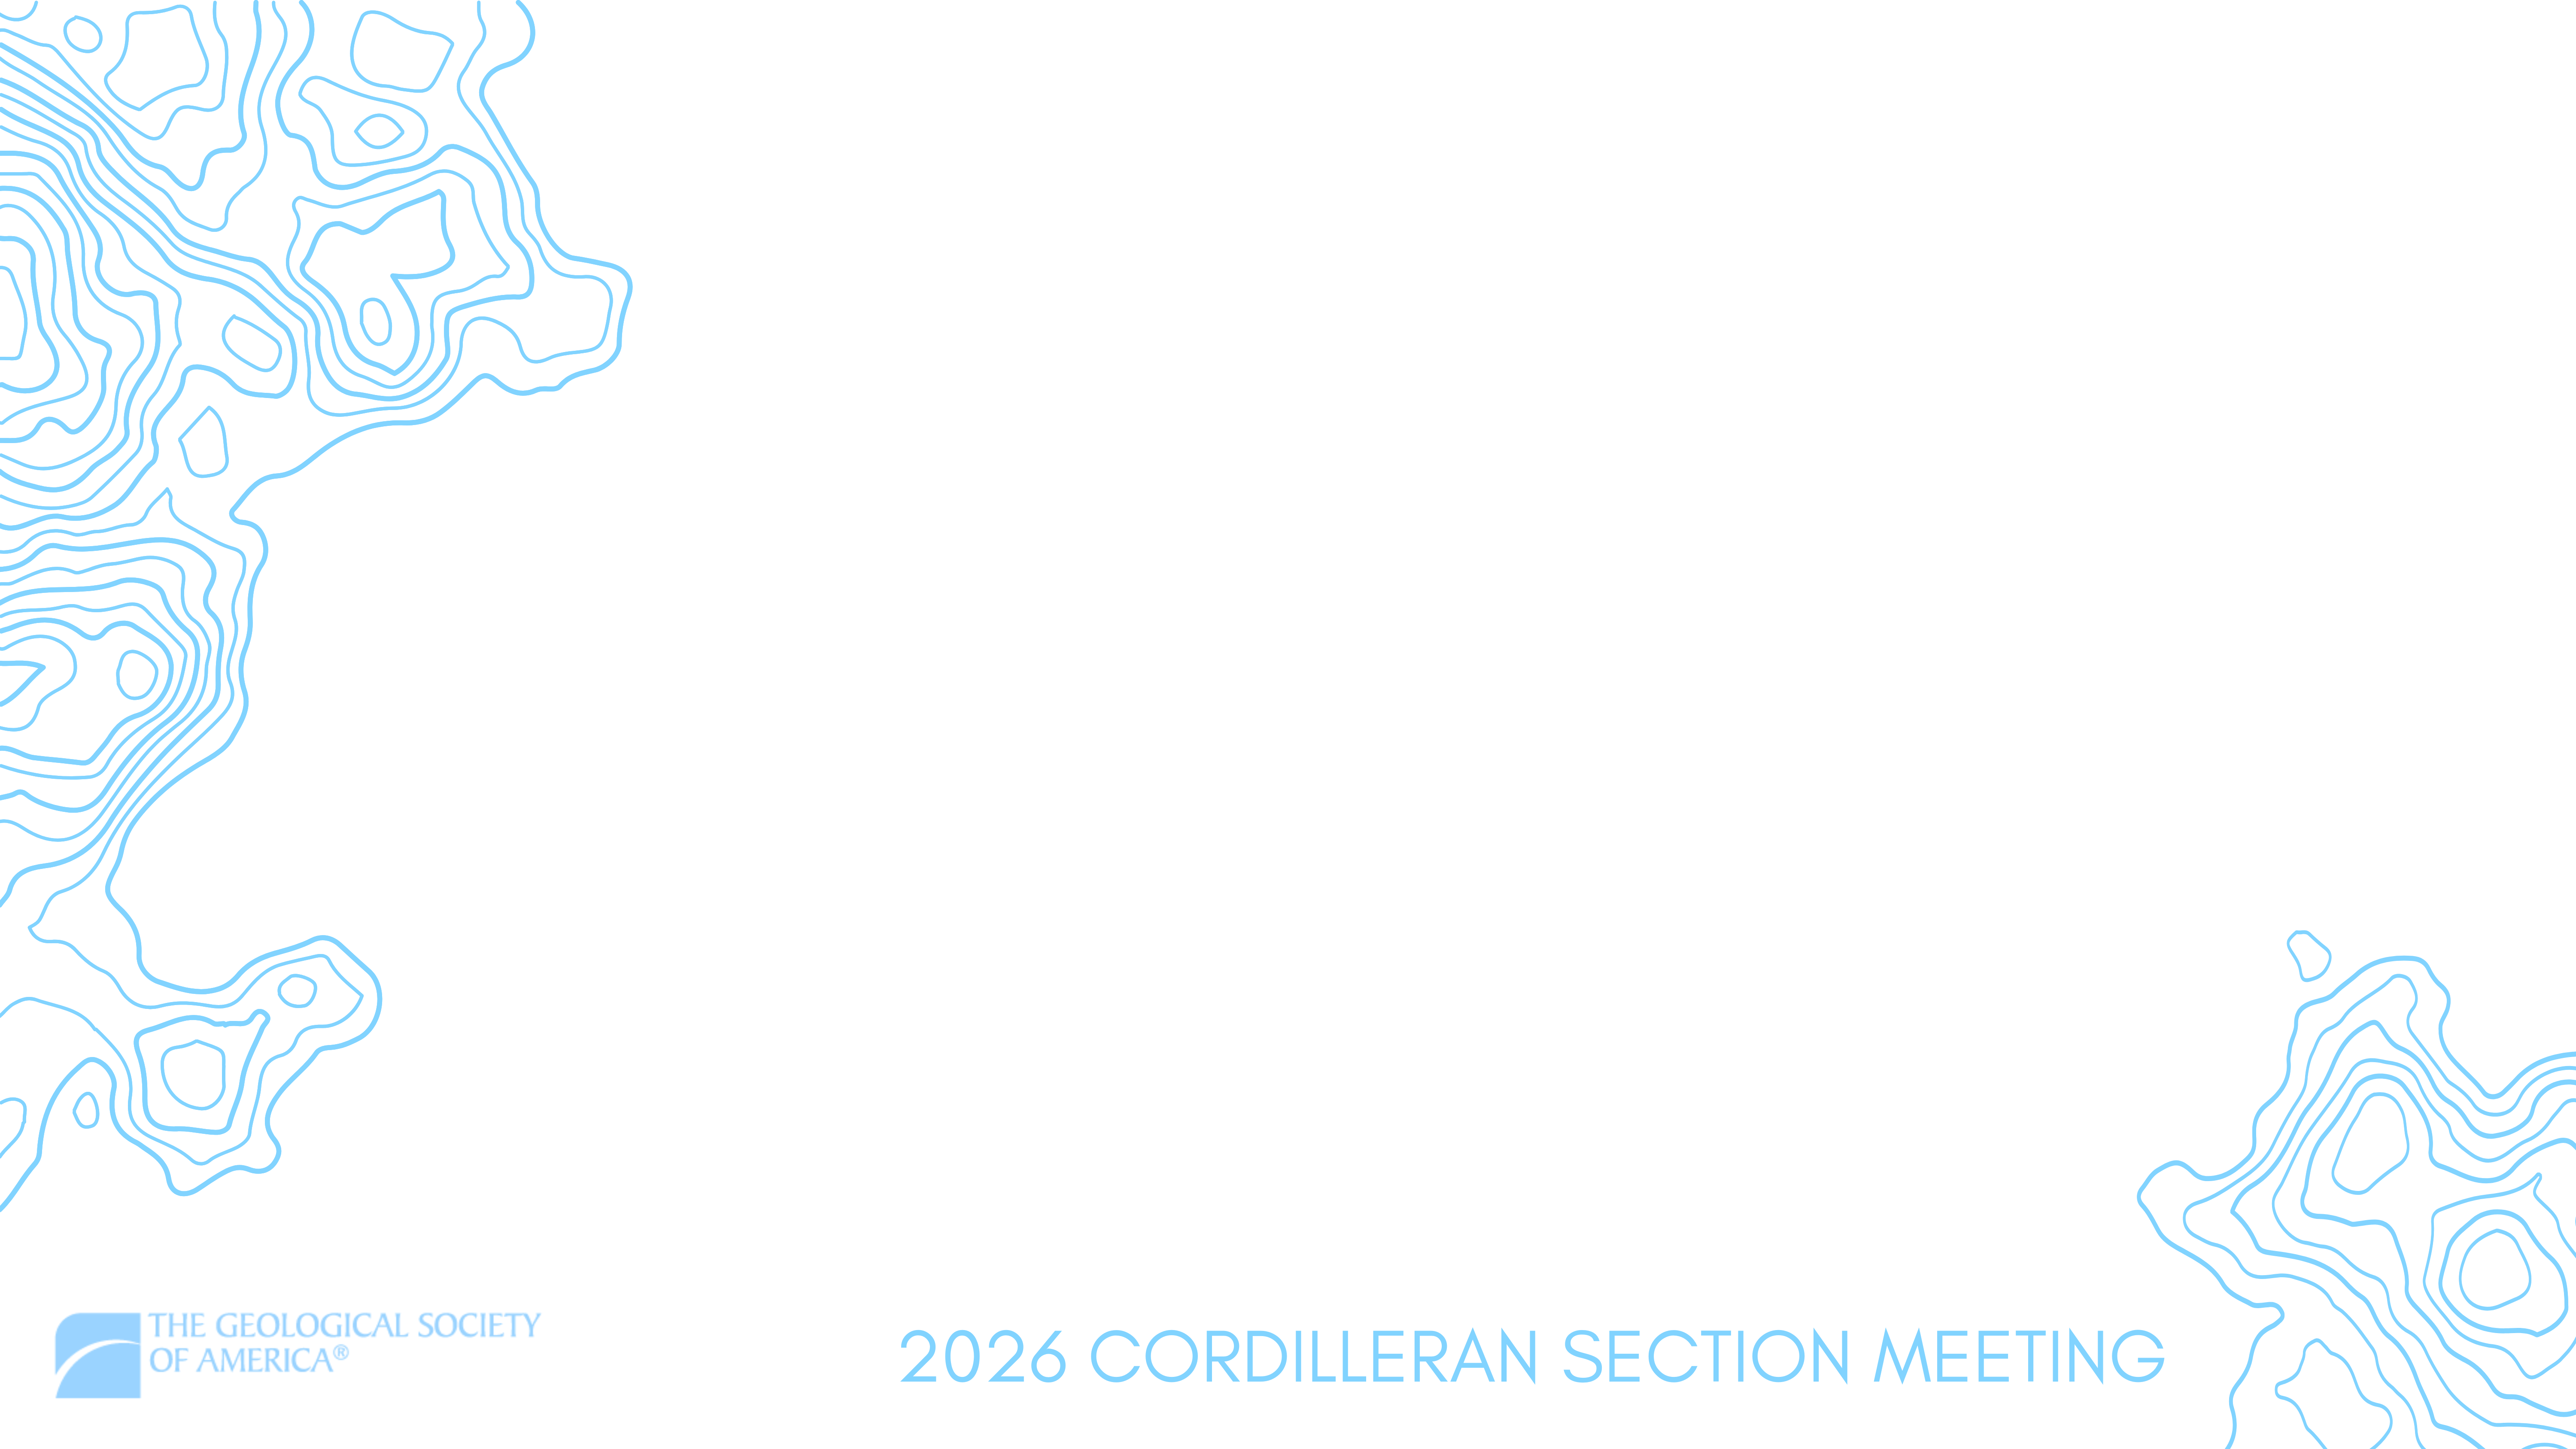 THE GEOLOGICAL SOCIETY
OF AMERICA®
2026 CORDILLERAN SECTION MEETING